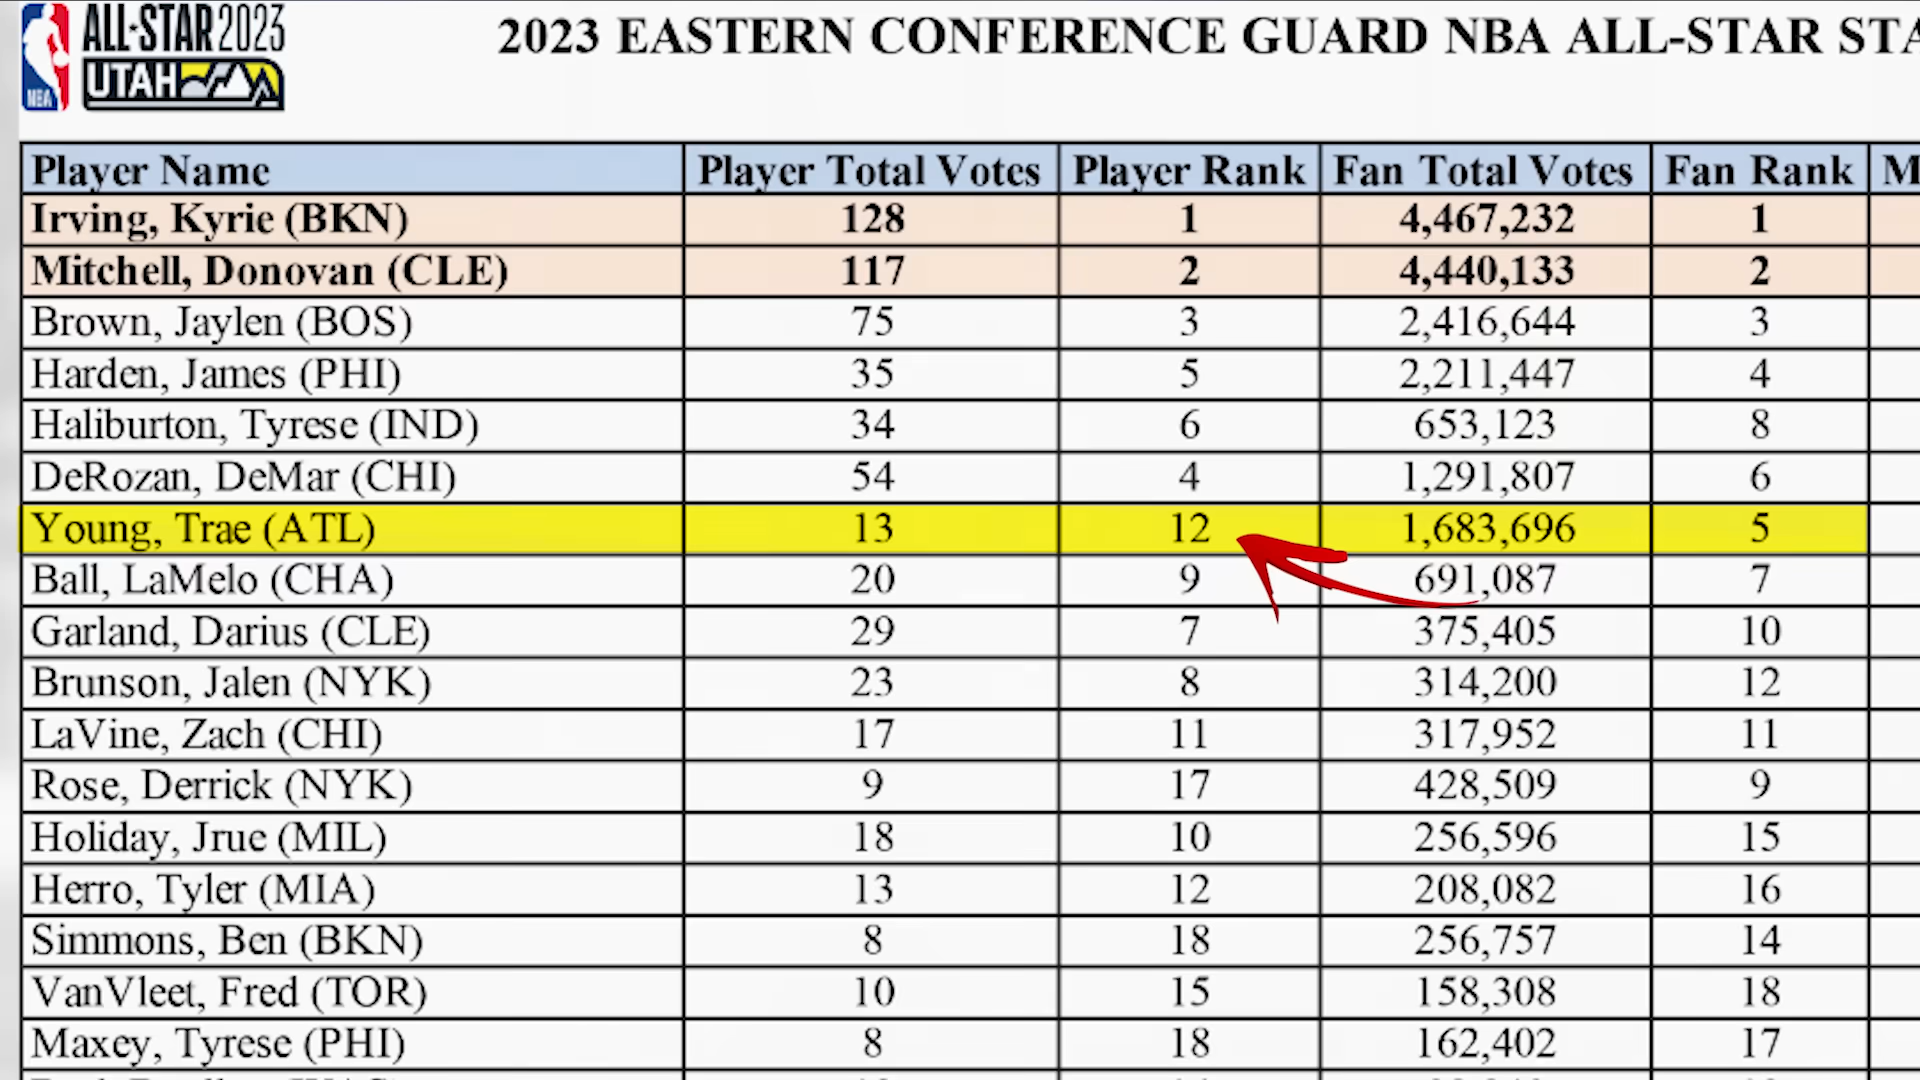 ALL-STAR 2023
UTAH
NBA
2023 EASTERN CONFERENCE GUARD NBA ALL-STAR STA
Player Name Player Total Votes Player Rank Fan Total Votes Fan Rank M
Irving, Kyrie (BKN) 128 1 4,467,232 1
Mitchell, Donovan (CLE) 117 2 4,440,133 2
Brown, Jaylen (BOS) 75 3 2,416,644 3
Harden, James (PHI) 35 5 2,211,447 4
Haliburton, Tyrese (IND) 34 6 653,123 8
DeRozan, DeMar (CHI) 54 4 1,291,807 6
Young, Trae (ATL) 13 12 1,683,696 5
Ball, LaMelo (CHA) 20 9 691,087 7
Garland, Darius (CLE) 29 7 375,405 10
Brunson, Jalen (NYK) 23 8 314,200 12
LaVine, Zach (CHI) 17 11 317,952 11
Rose, Derrick (NYK) 9 17 428,509 9
Holiday, Jrue (MIL) 18 10 256,596 15
Herro, Tyler (MIA) 13 12 208,082 16
Simmons, Ben (BKN) 8 18 256,757 14
VanVleet, Fred (TOR) 10 15 158,308 18
Maxey, Tyrese (PHI) 8 18 162,402 17